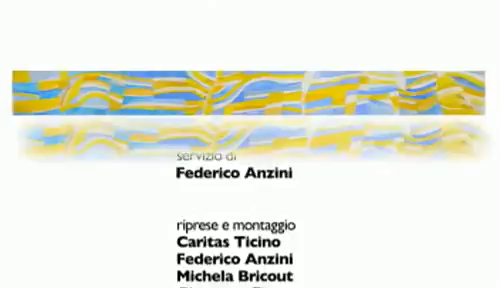 servizio di
Federico Anzini
riprese e montaggio
Caritas Ticino
Federico Anzini
Michela Bricout